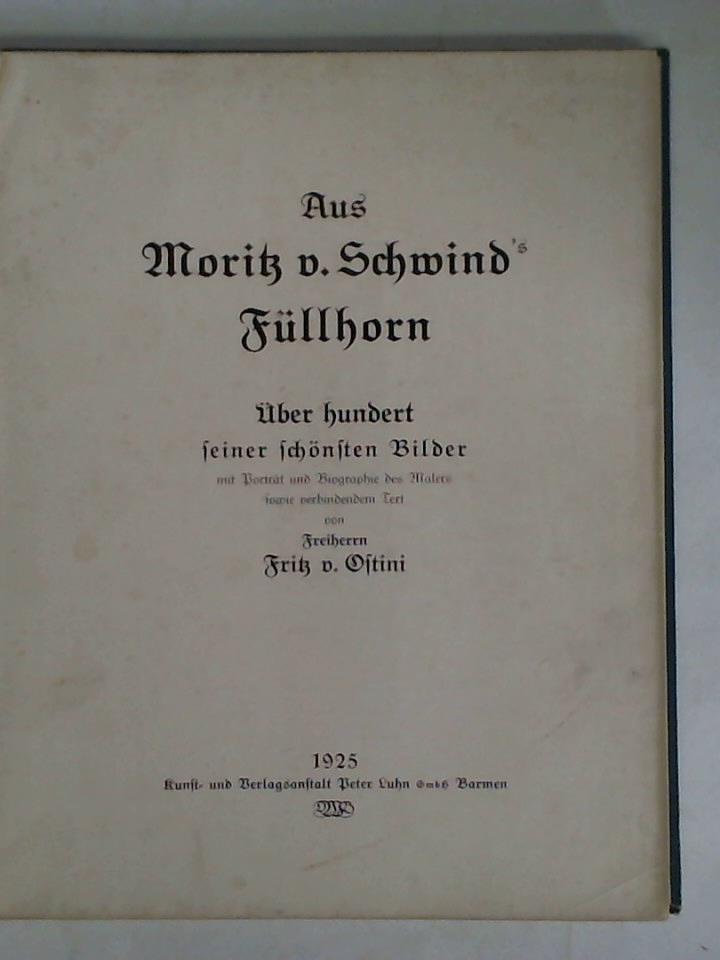 Aus
Moritz v. Schwind's
Füllhorn
Über hundert
seiner schönsten Bilder
mit Porträt und Biographie des Malers
sowie verbindendem Text
von
Freiherrn
Fritz v. Ostini
1925
Kunst- und Verlagsanstalt Peter Luhn GmbH Barmen